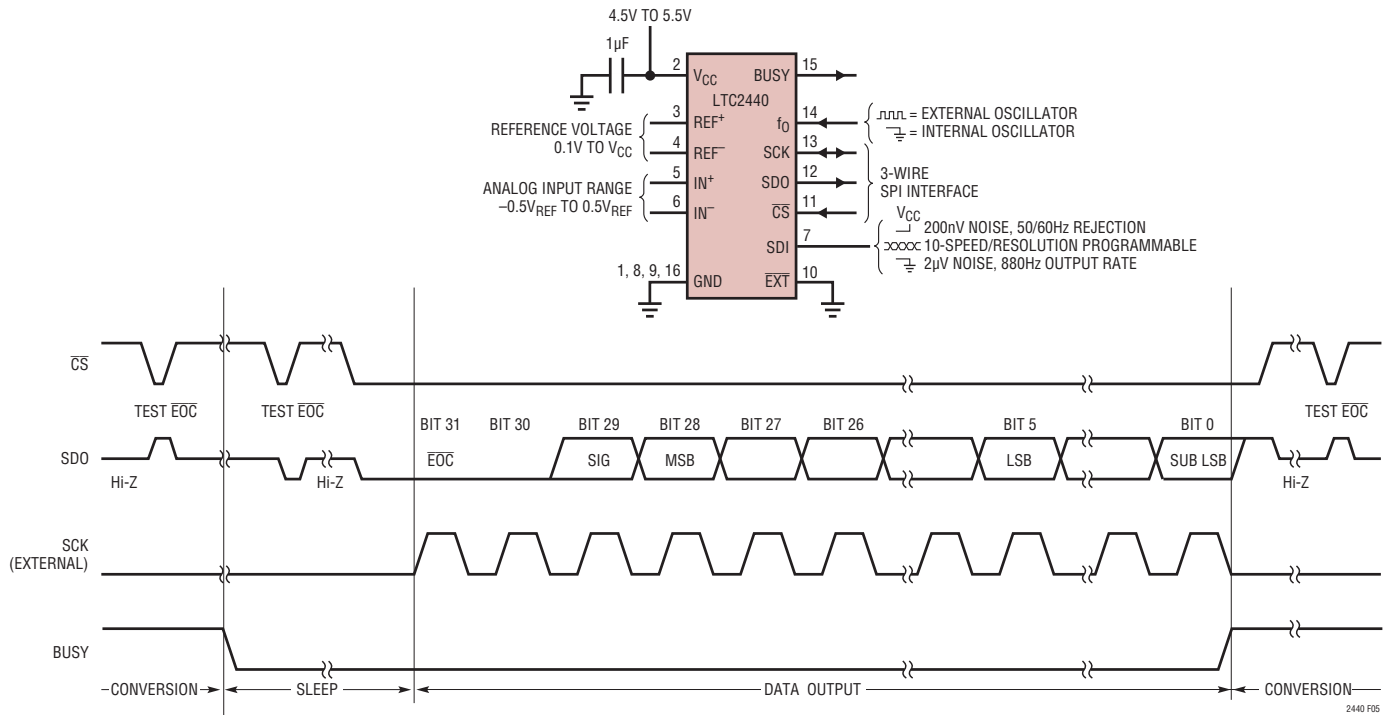 4.5V TO 5.5V
1µF
2
VCC
BUSY
15
LTC2440
3
REF+
fO
14
= EXTERNAL OSCILLATOR
= INTERNAL OSCILLATOR
REFERENCE VOLTAGE
0.1V TO VCC
4
REF–
SCK
13
3-WIRE
SPI INTERFACE
5
IN+
SDO
12
ANALOG INPUT RANGE
–0.5VREF TO 0.5VREF
6
IN–
CS
11
VCC
200nV NOISE, 50/60Hz REJECTION
SDI
7
10-SPEED/RESOLUTION PROGRAMMABLE
2µV NOISE, 880Hz OUTPUT RATE
1, 8, 9, 16
GND
EXT
10
CS
TEST EOC
TEST EOC
TEST EOC
BIT 31
BIT 30
BIT 29
BIT 28
BIT 27
BIT 26
BIT 5
BIT 0
SDO
EOC
SIG
MSB
LSB
SUB LSB
Hi-Z
Hi-Z
Hi-Z
SCK
(EXTERNAL)
BUSY
CONVERSION
SLEEP
DATA OUTPUT
CONVERSION
2440 F05